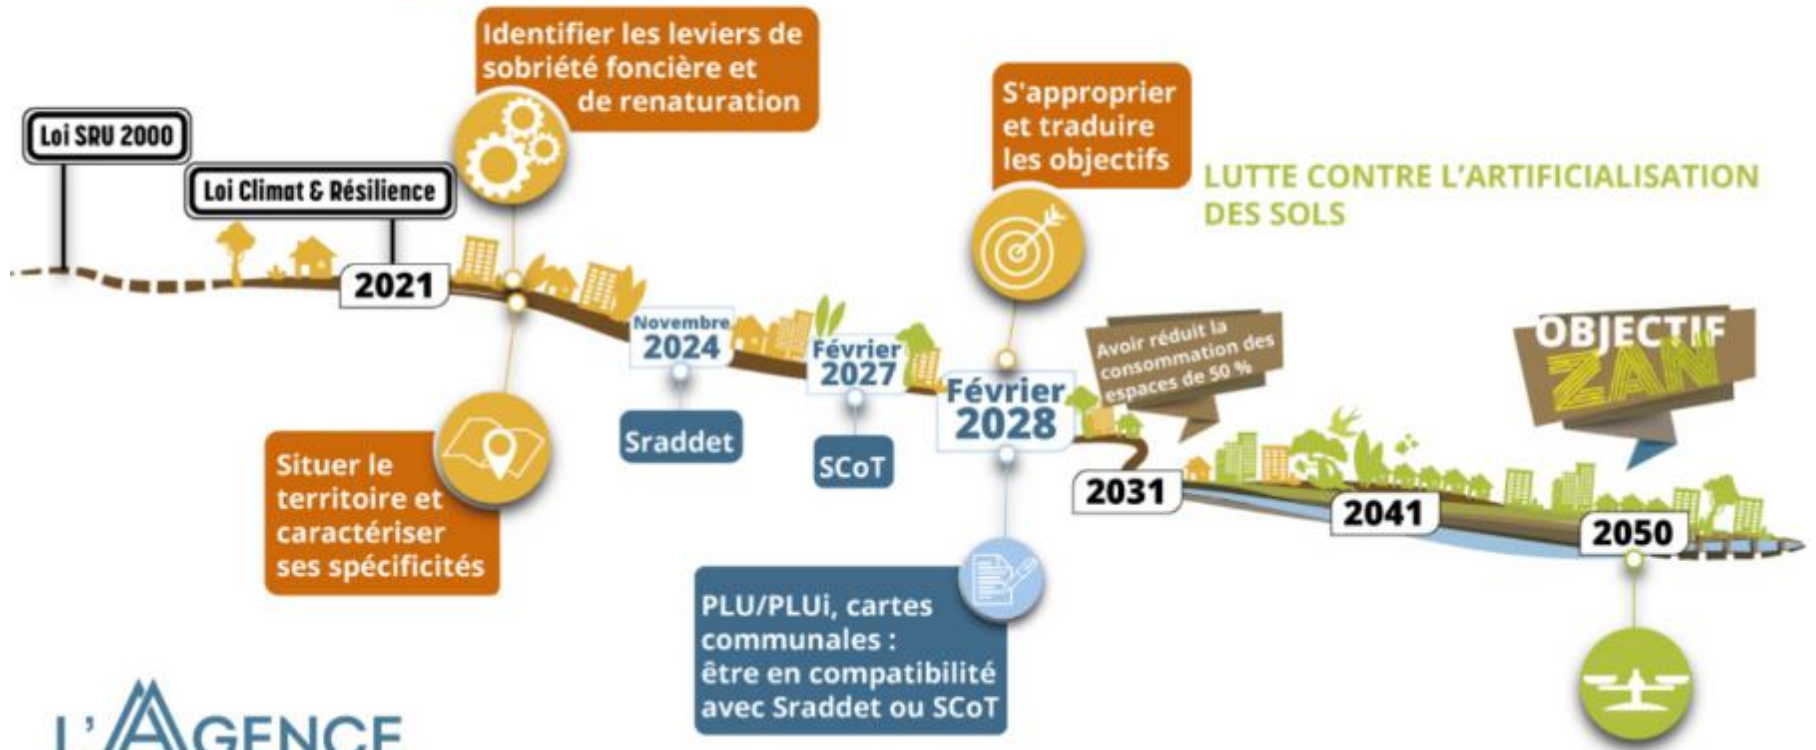 Identifier les leviers de
sobriété foncière et
de renaturation
Loi SRU 2000
Loi Climat & Résilience
S'approprier
et traduire
les objectifs
LUTTE CONTRE L'ARTIFICIALISATION
DES SOLS
2021
Novembre
2024
Sraddet
Février
2027
SCoT
Février
2028
Avoir réduit la
consommation des
espaces de 50 %
OBJECTIF
ZAN
Situer le
territoire et
caractériser
ses spécificités
2031
2041
2050
PLU/PLUi, cartes
communales :
être en compatibilité
avec Sraddet ou SCoT
L'AGENCE